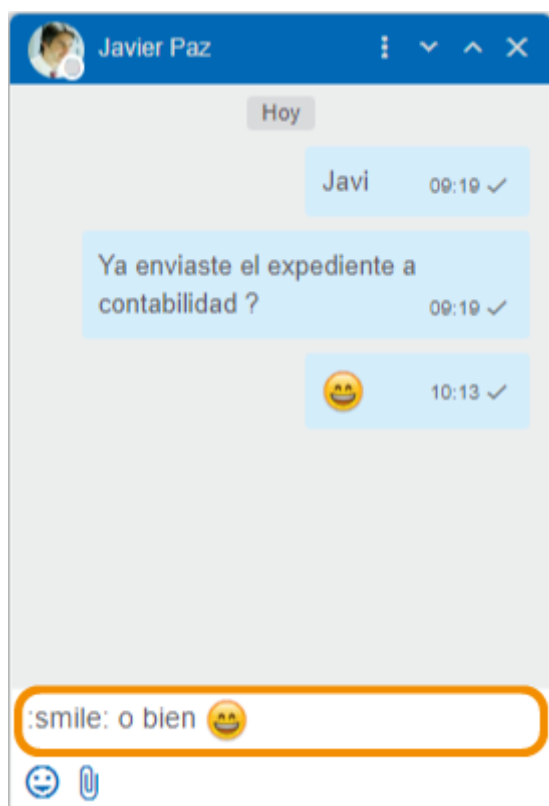 Javier Paz
Hoy
Javi 09:19
Ya enviaste el expediente a
contabilidad ? 09:19
😄 10:13
:smile: o bien 😄